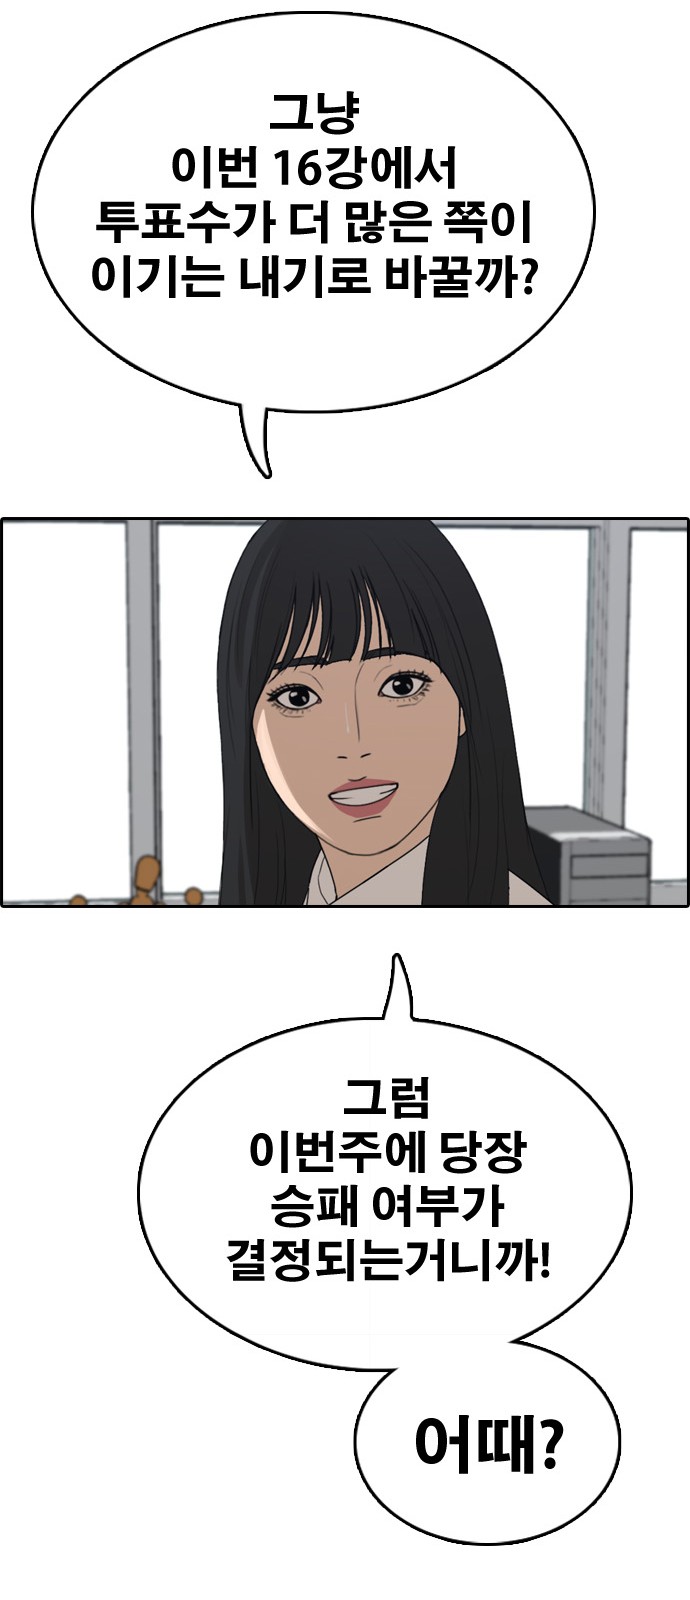 그냥
이번 16강에서
투표수가 더 많은 쪽이
이기는 내기로 바꿀까?
그럼
이번주에 당장
승패 여부가
결정되는거니까!
어때?